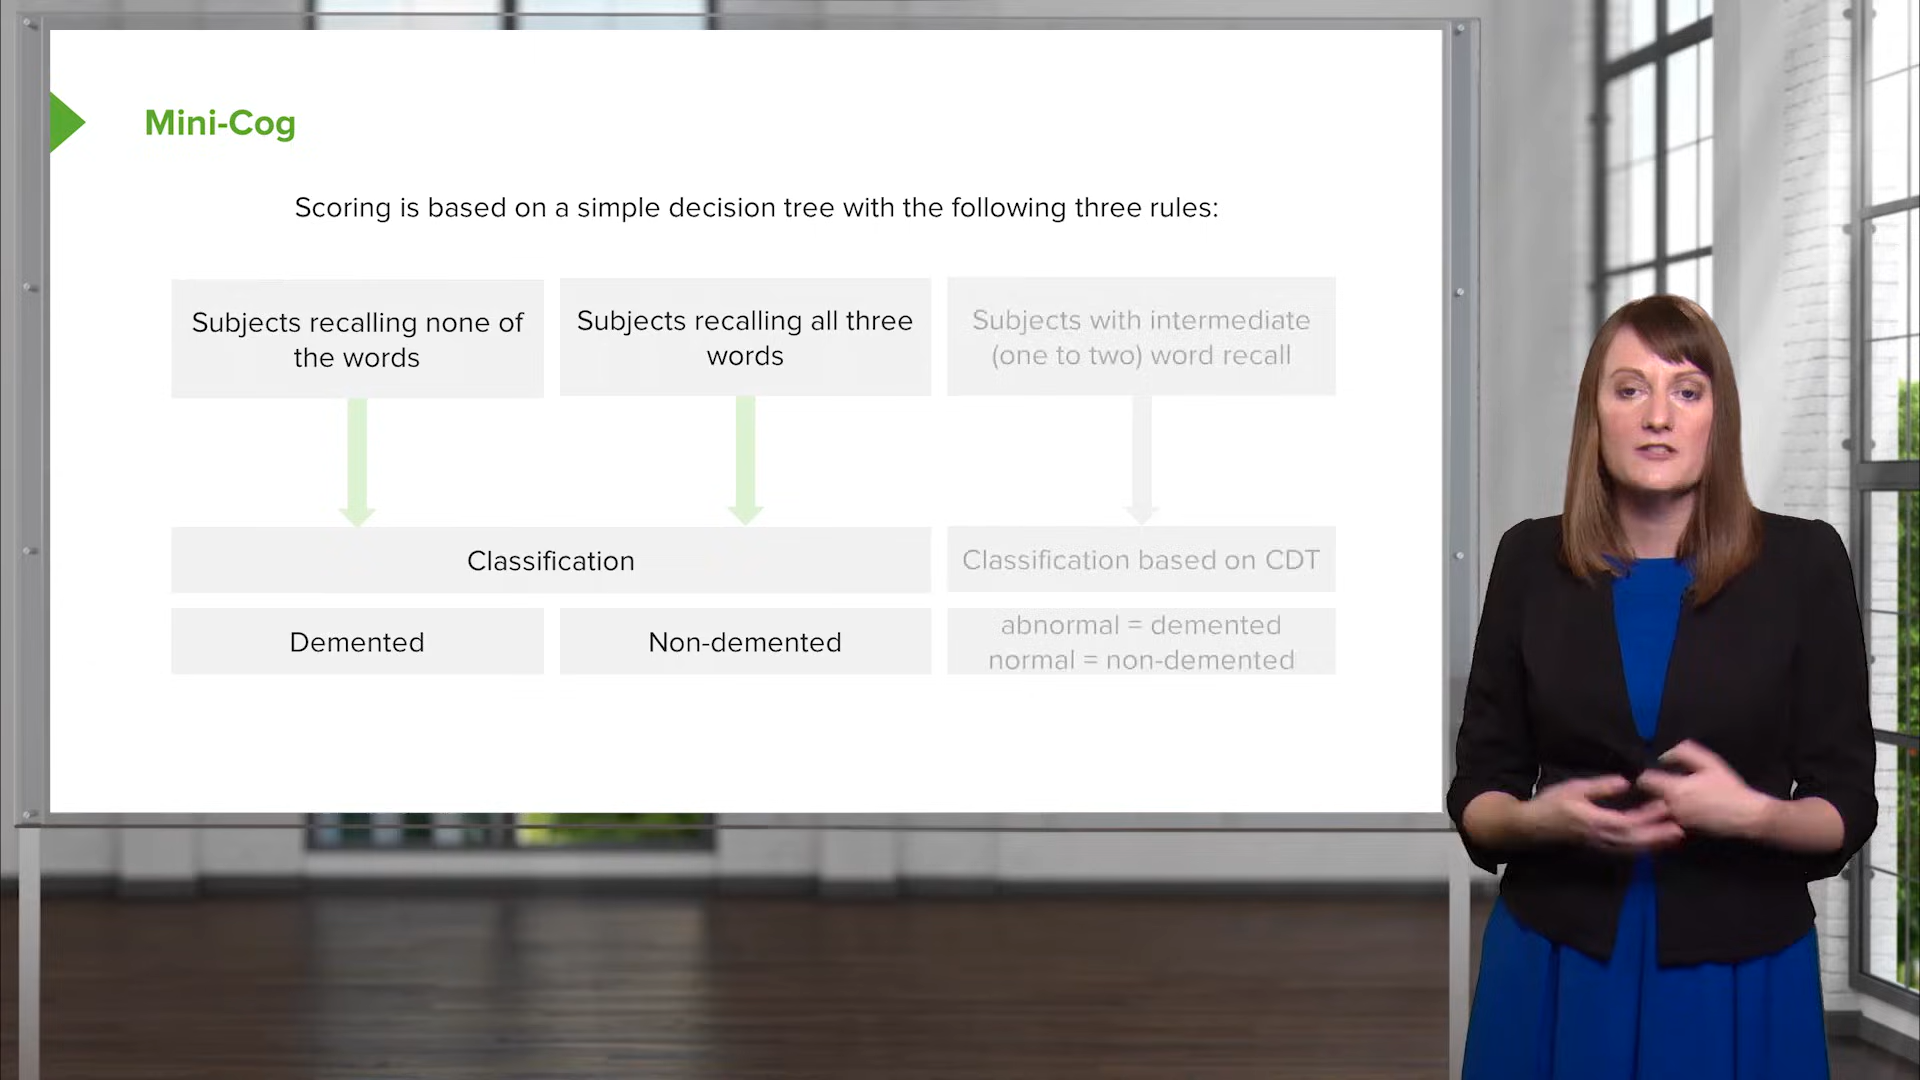 Mini-Cog
Scoring is based on a simple decision tree with the following three rules:
Subjects recalling none of
the words
Subjects recalling all three
words
Subjects with intermediate
(one to two) word recall
Classification
Classification based on CDT
Demented
Non-demented
abnormal = demented
normal = non-demented